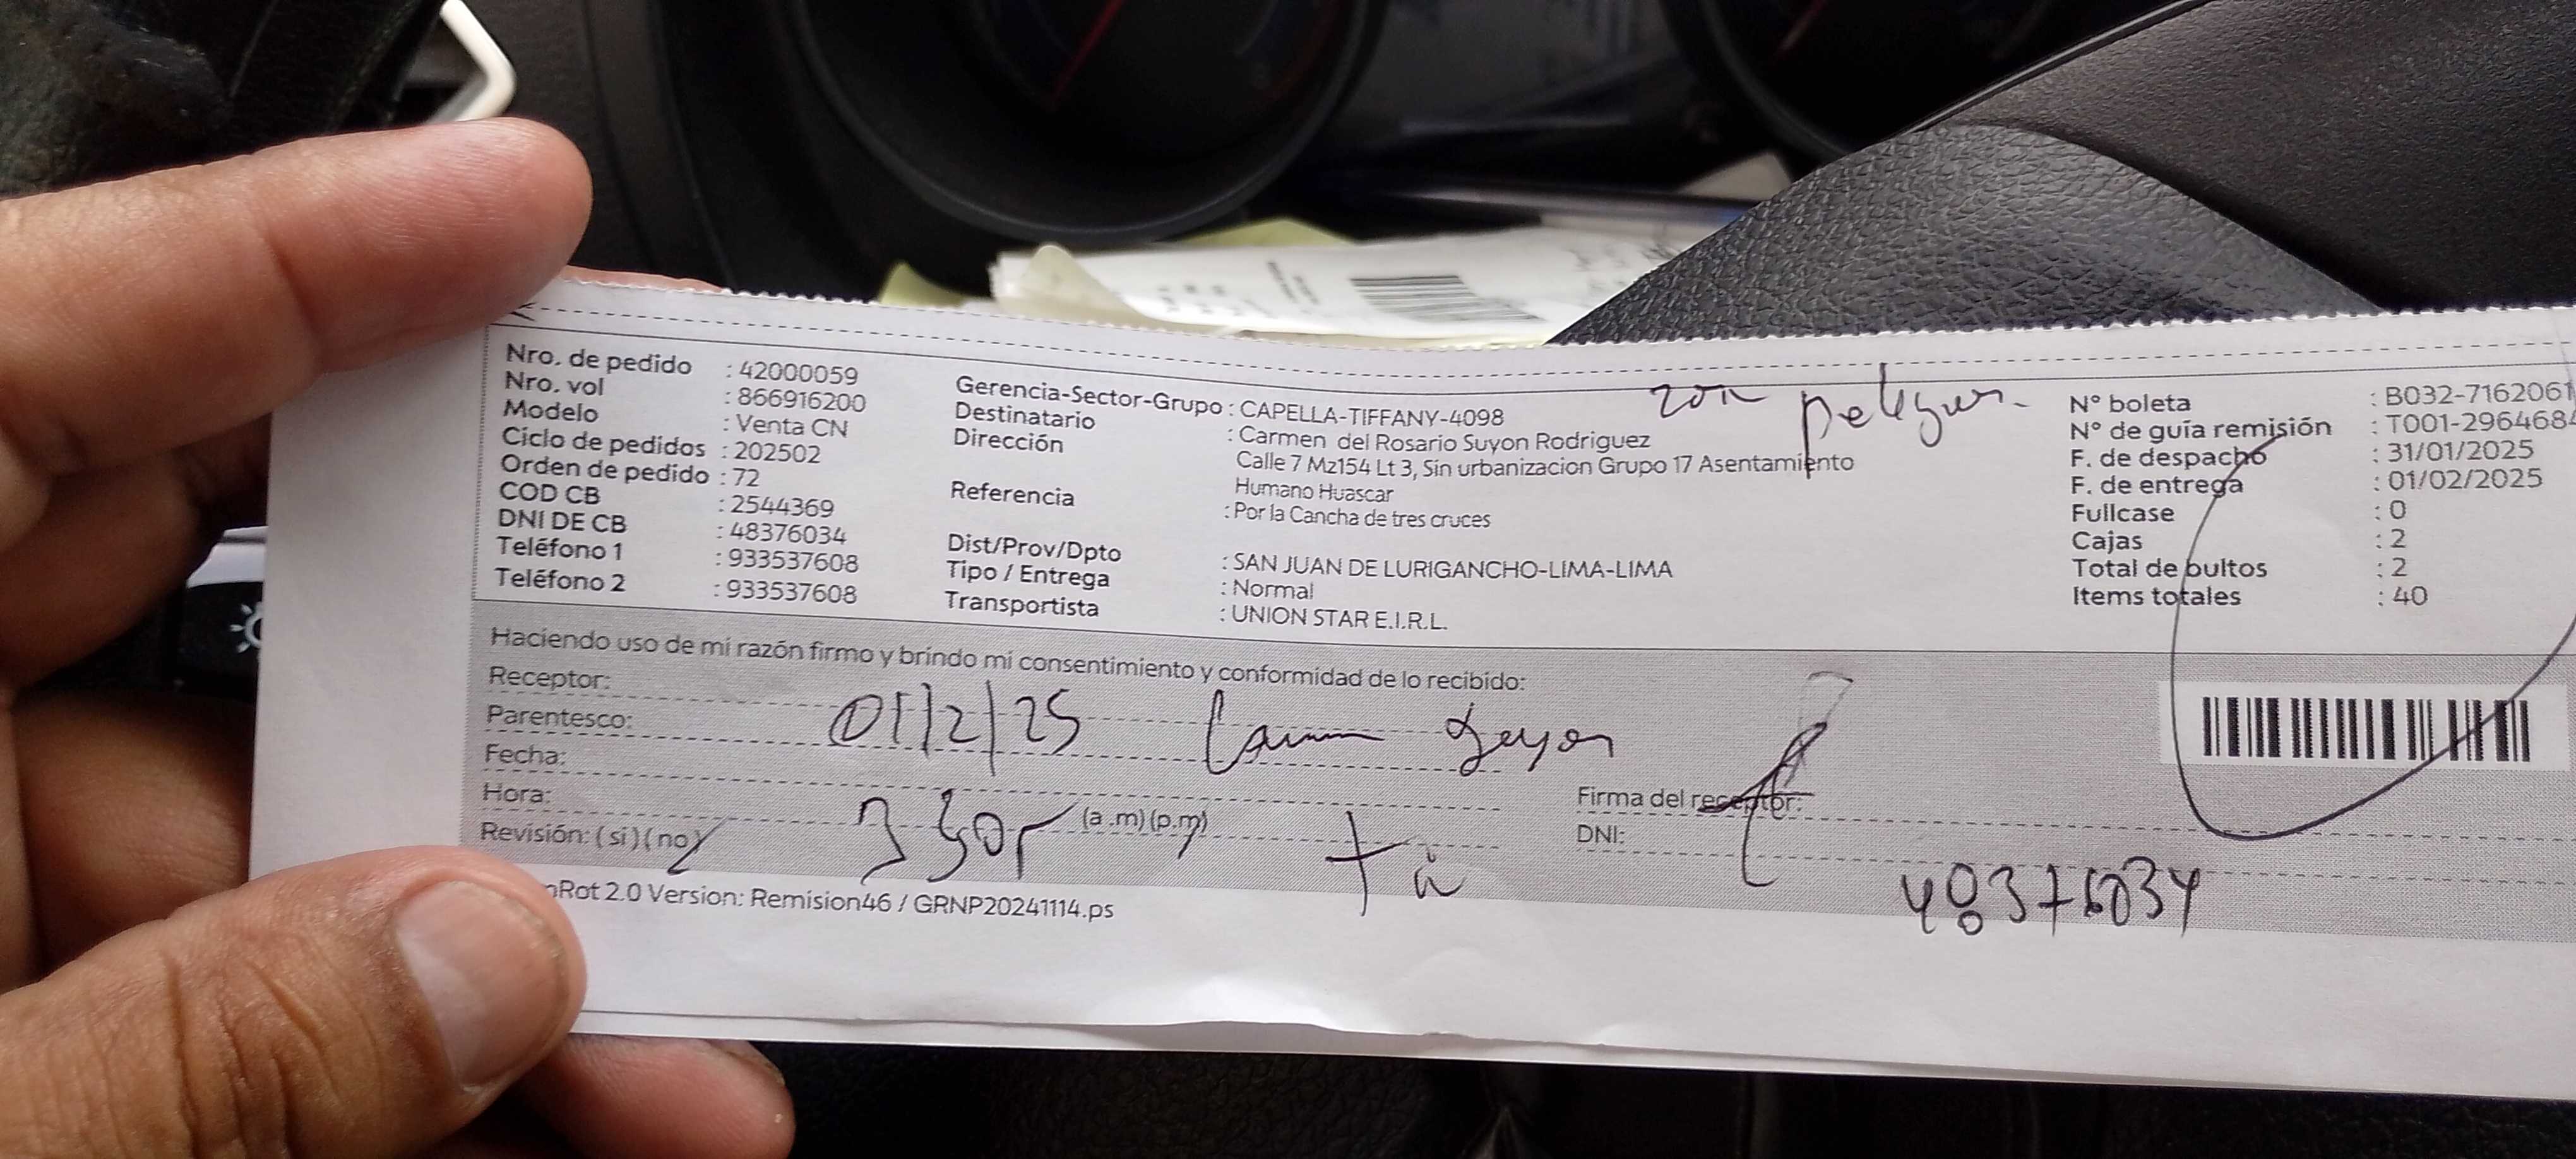 Nro. de pedido : 42000059
Nro. vol : 866916200
Modelo : Venta CN
Ciclo de pedidos : 202502
Orden de pedido : 72
COD CB : 2544369
DNI DE CB : 48376034
Teléfono 1 : 933537608
Teléfono 2 : 933537608
Gerencia-Sector-Grupo : CAPELLA-TIFFANY-4098
Destinatario : Carmen del Rosario Suyon Rodriguez
Dirección : Calle 7 Mz154 Lt 3, Sin urbanizacion Grupo 17 Asentamiento
Humano Huascar
Referencia : Por la Cancha de tres cruces
Dist/Prov/Dpto : SAN JUAN DE LURIGANCHO-LIMA-LIMA
Tipo / Entrega : Normal
Transportista : UNION STAR E.I.R.L.
N° boleta : B032-7162061
N° de guía remisión : T001-2964684
F. de despacho : 31/01/2025
F. de entrega : 01/02/2025
Fullcase : 0
Cajas : 2
Total de bultos : 2
Items totales : 40
Haciendo uso de mi razón firmo y brindo mi consentimiento y conformidad de lo recibido:
Receptor:
Parentesco: 01/2/25
Fecha:
Hora: (a.m) (p.m)
Revisión: (si) (no)
Firma del receptor:
DNI: 48376034
Rot 2.0 Version: Remision46 / GRNP20241114.ps